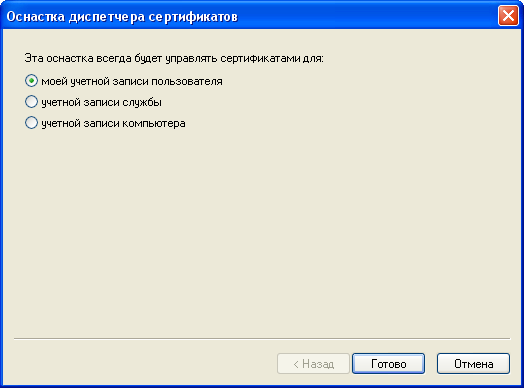 Оснастка диспетчера сертификатов
Эта оснастка всегда будет управлять сертификатами для:
моей учетной записи пользователя
учетной записи службы
учетной записи компьютера
< Назад Готово Отмена